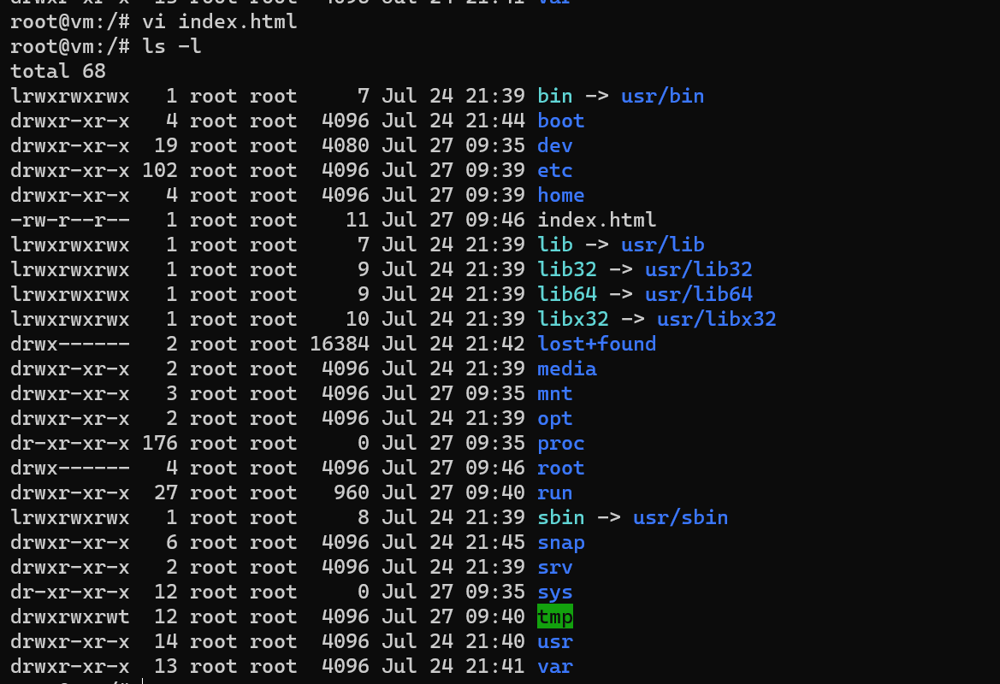 drwxr-xr-x  13 root root  4096 Jul 24 21:41 var
root@vm:/# vi index.html
root@vm:/# ls -l
total 68
lrwxrwxrwx   1 root root     7 Jul 24 21:39 bin -> usr/bin
drwxr-xr-x   4 root root  4096 Jul 24 21:44 boot
drwxr-xr-x  19 root root  4080 Jul 27 09:35 dev
drwxr-xr-x 102 root root  4096 Jul 27 09:39 etc
drwxr-xr-x   4 root root  4096 Jul 27 09:39 home
-rw-r--r--   1 root root    11 Jul 27 09:46 index.html
lrwxrwxrwx   1 root root     7 Jul 24 21:39 lib -> usr/lib
lrwxrwxrwx   1 root root     9 Jul 24 21:39 lib32 -> usr/lib32
lrwxrwxrwx   1 root root     9 Jul 24 21:39 lib64 -> usr/lib64
lrwxrwxrwx   1 root root    10 Jul 24 21:39 libx32 -> usr/libx32
drwx------   2 root root 16384 Jul 24 21:42 lost+found
drwxr-xr-x   2 root root  4096 Jul 24 21:39 media
drwxr-xr-x   3 root root  4096 Jul 27 09:35 mnt
drwxr-xr-x   2 root root  4096 Jul 24 21:39 opt
dr-xr-xr-x 176 root root     0 Jul 27 09:35 proc
drwx------   4 root root  4096 Jul 27 09:46 root
drwxr-xr-x  27 root root   960 Jul 27 09:40 run
lrwxrwxrwx   1 root root     8 Jul 24 21:39 sbin -> usr/sbin
drwxr-xr-x   6 root root  4096 Jul 24 21:45 snap
drwxr-xr-x   2 root root  4096 Jul 24 21:39 srv
dr-xr-xr-x  12 root root     0 Jul 27 09:35 sys
drwxrwxrwt  12 root root  4096 Jul 27 09:40 tmp
drwxr-xr-x  14 root root  4096 Jul 24 21:40 usr
drwxr-xr-x  13 root root  4096 Jul 24 21:41 var